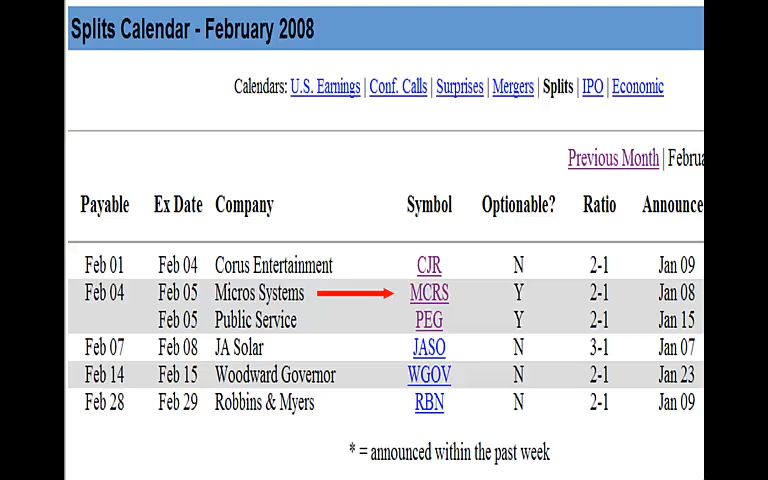 Splits Calendar - February 2008
Calendars: U.S. Earnings | Conf. Calls | Surprises | Mergers | Splits | IPO | Economic
Previous Month | Februa
Payable Ex Date Company Symbol Optionable? Ratio Announce
Feb 01 Feb 04 Corus Entertainment CJR N 2-1 Jan 09
Feb 04 Feb 05 Micros Systems MCRS Y 2-1 Jan 08
Feb 05 Public Service PEG Y 2-1 Jan 15
Feb 07 Feb 08 JA Solar JASO N 3-1 Jan 07
Feb 14 Feb 15 Woodward Governor WGOV N 2-1 Jan 23
Feb 28 Feb 29 Robbins & Myers RBN N 2-1 Jan 09
* = announced within the past week